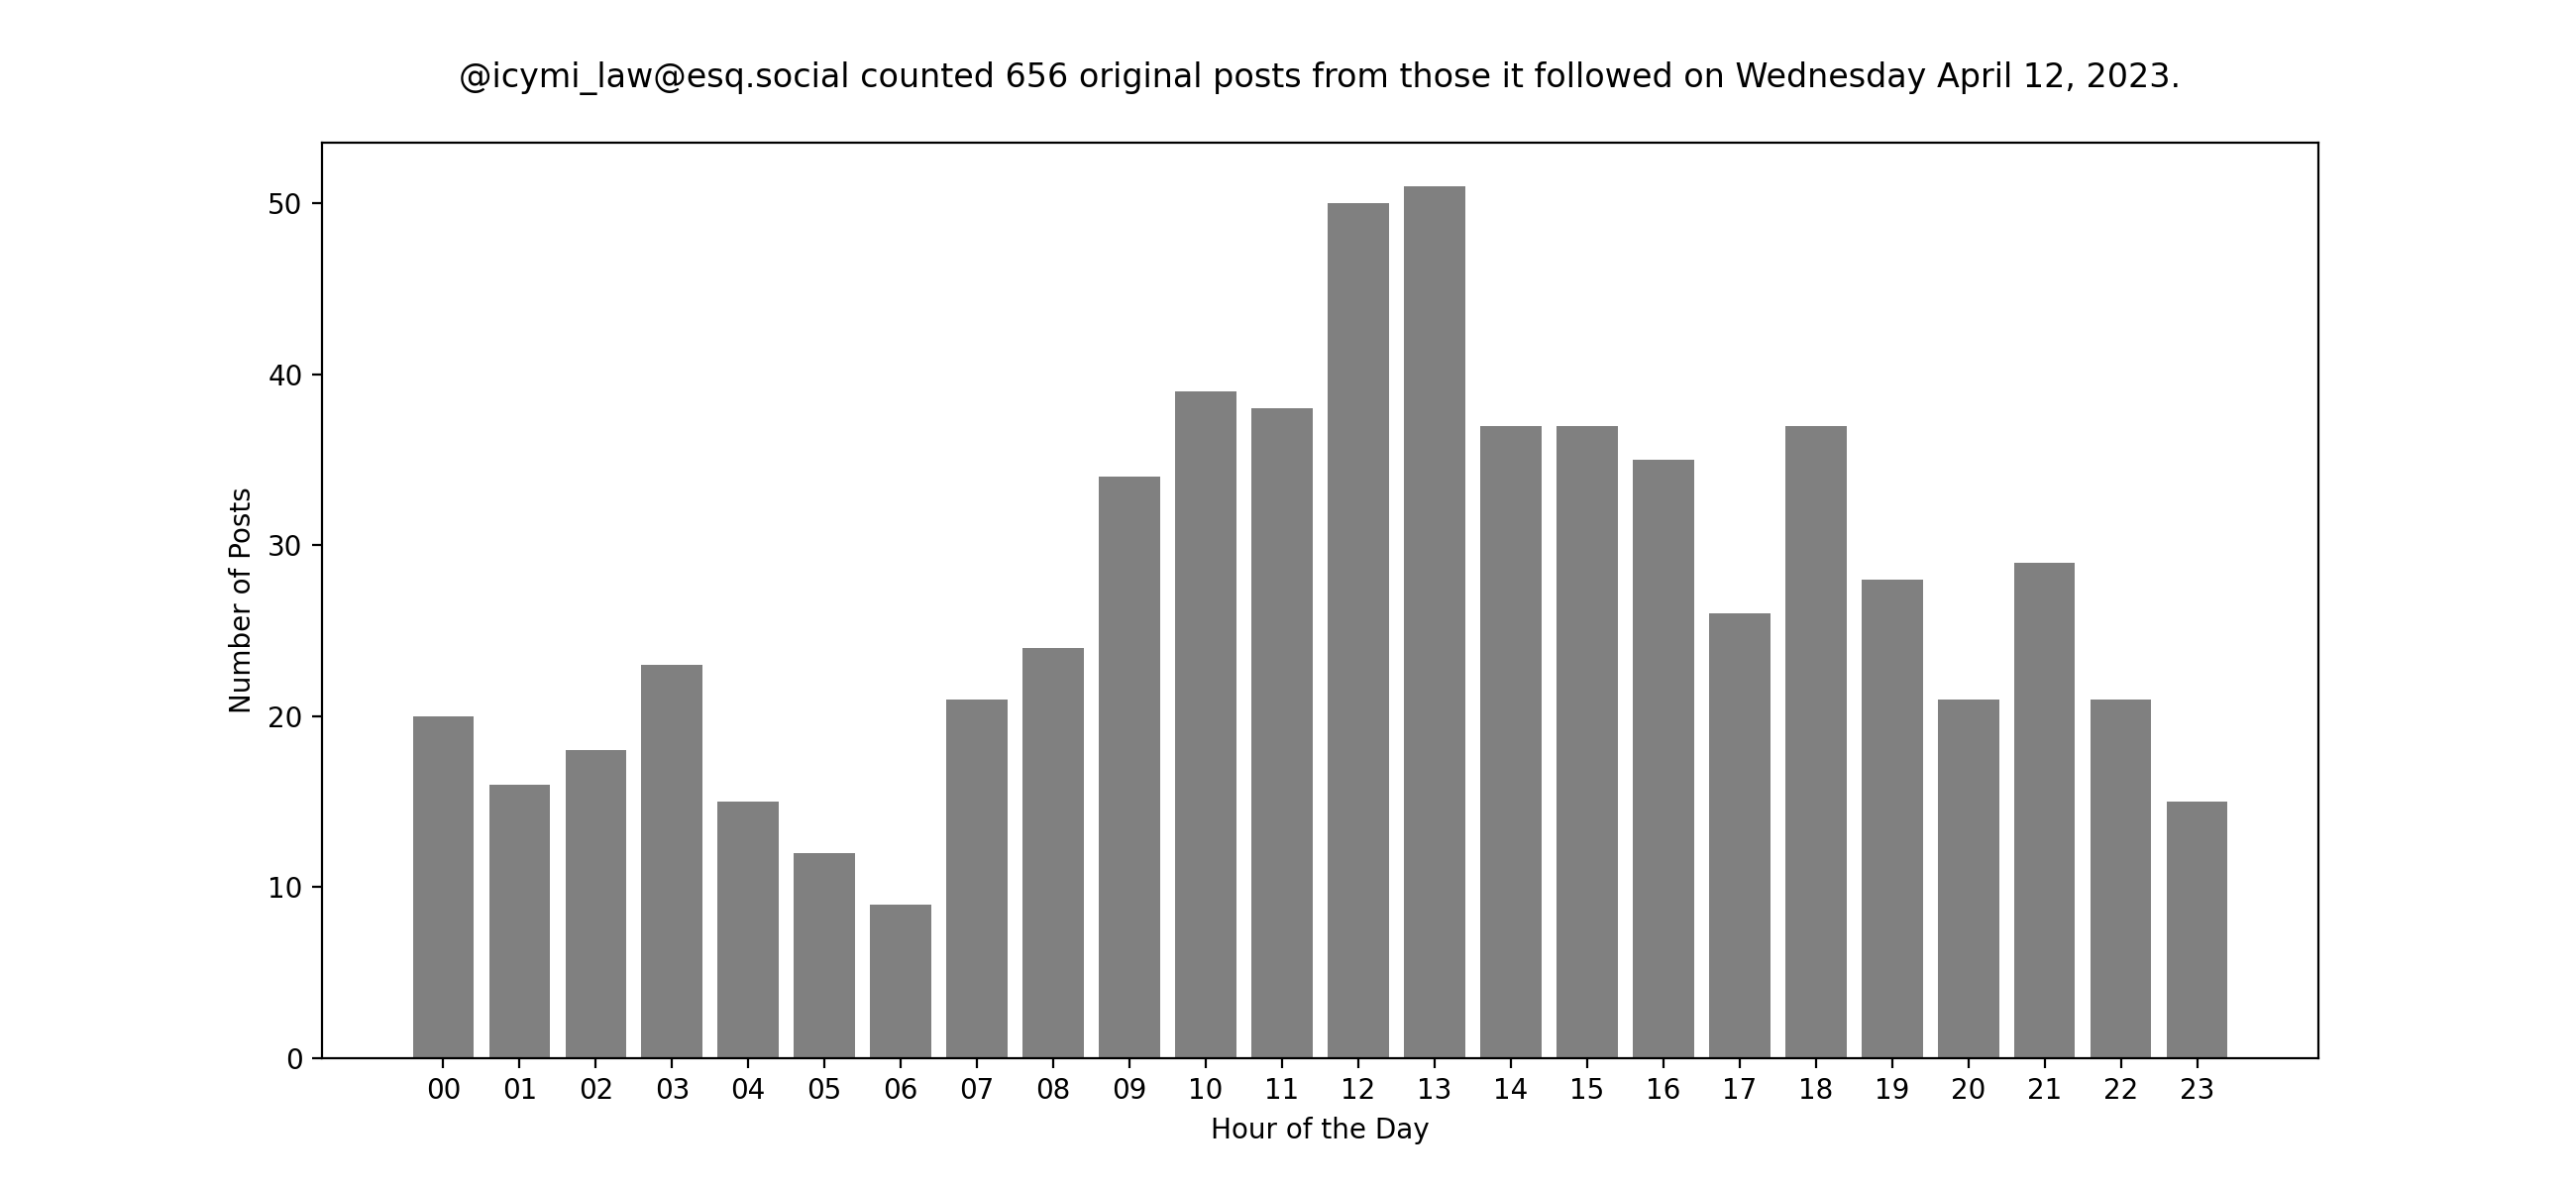 @icymi_law@esq.social counted 656 original posts from those it followed on Wednesday April 12, 2023.
50
40
30
20
10
0
Number of Posts
00 01 02 03 04 05 06 07 08 09 10 11 12 13 14 15 16 17 18 19 20 21 22 23
Hour of the Day